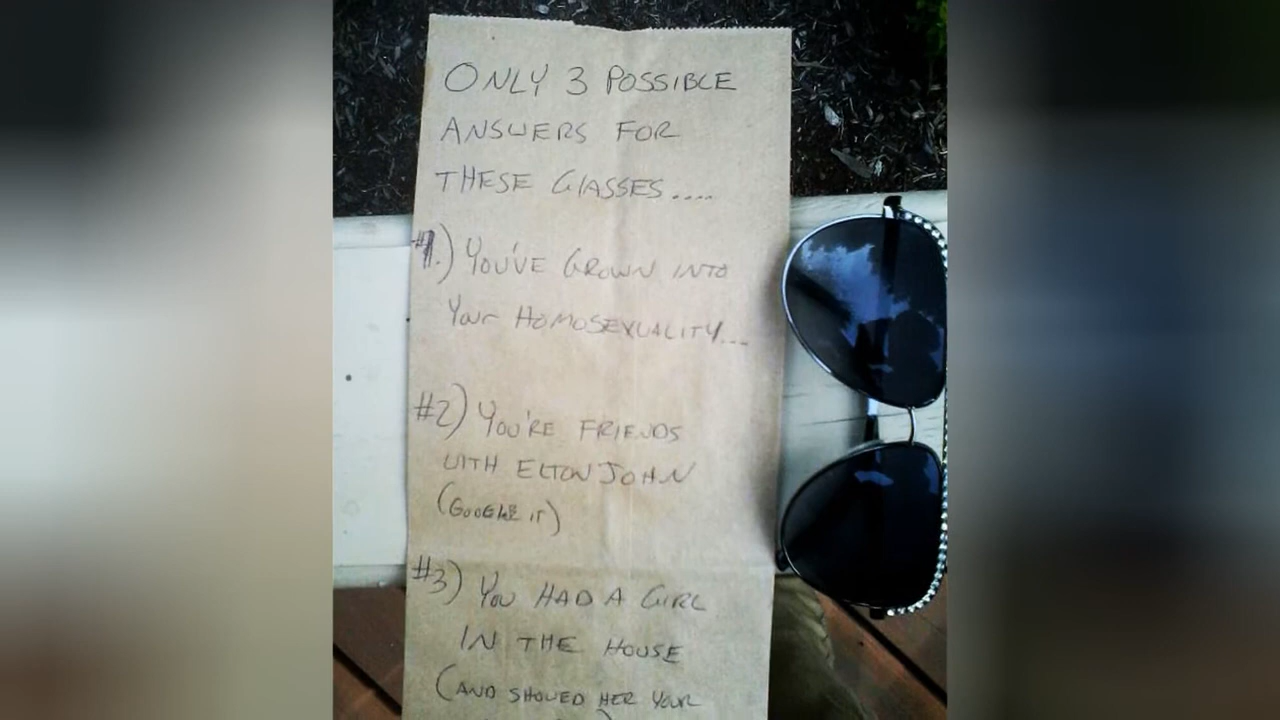 ONLY 3 POSSIBLE
ANSWERS FOR
THESE GLASSES....
#1.) YOU'VE GROWN INTO
YOUR HOMOSEXUALITY...
#2) YOU'RE FRIENDS
WITH ELTON JOHN
(GOOGLE IT)
#3) YOU HAD A GIRL
IN THE HOUSE
(AND SHOWED HER YOUR